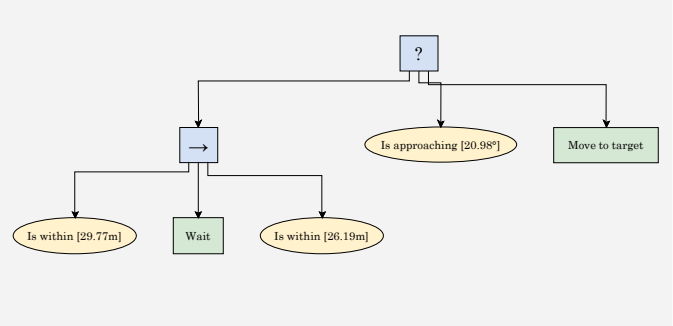 ?
→
Is approaching [20.98°]
Move to target
Is within [29.77m]
Wait
Is within [26.19m]